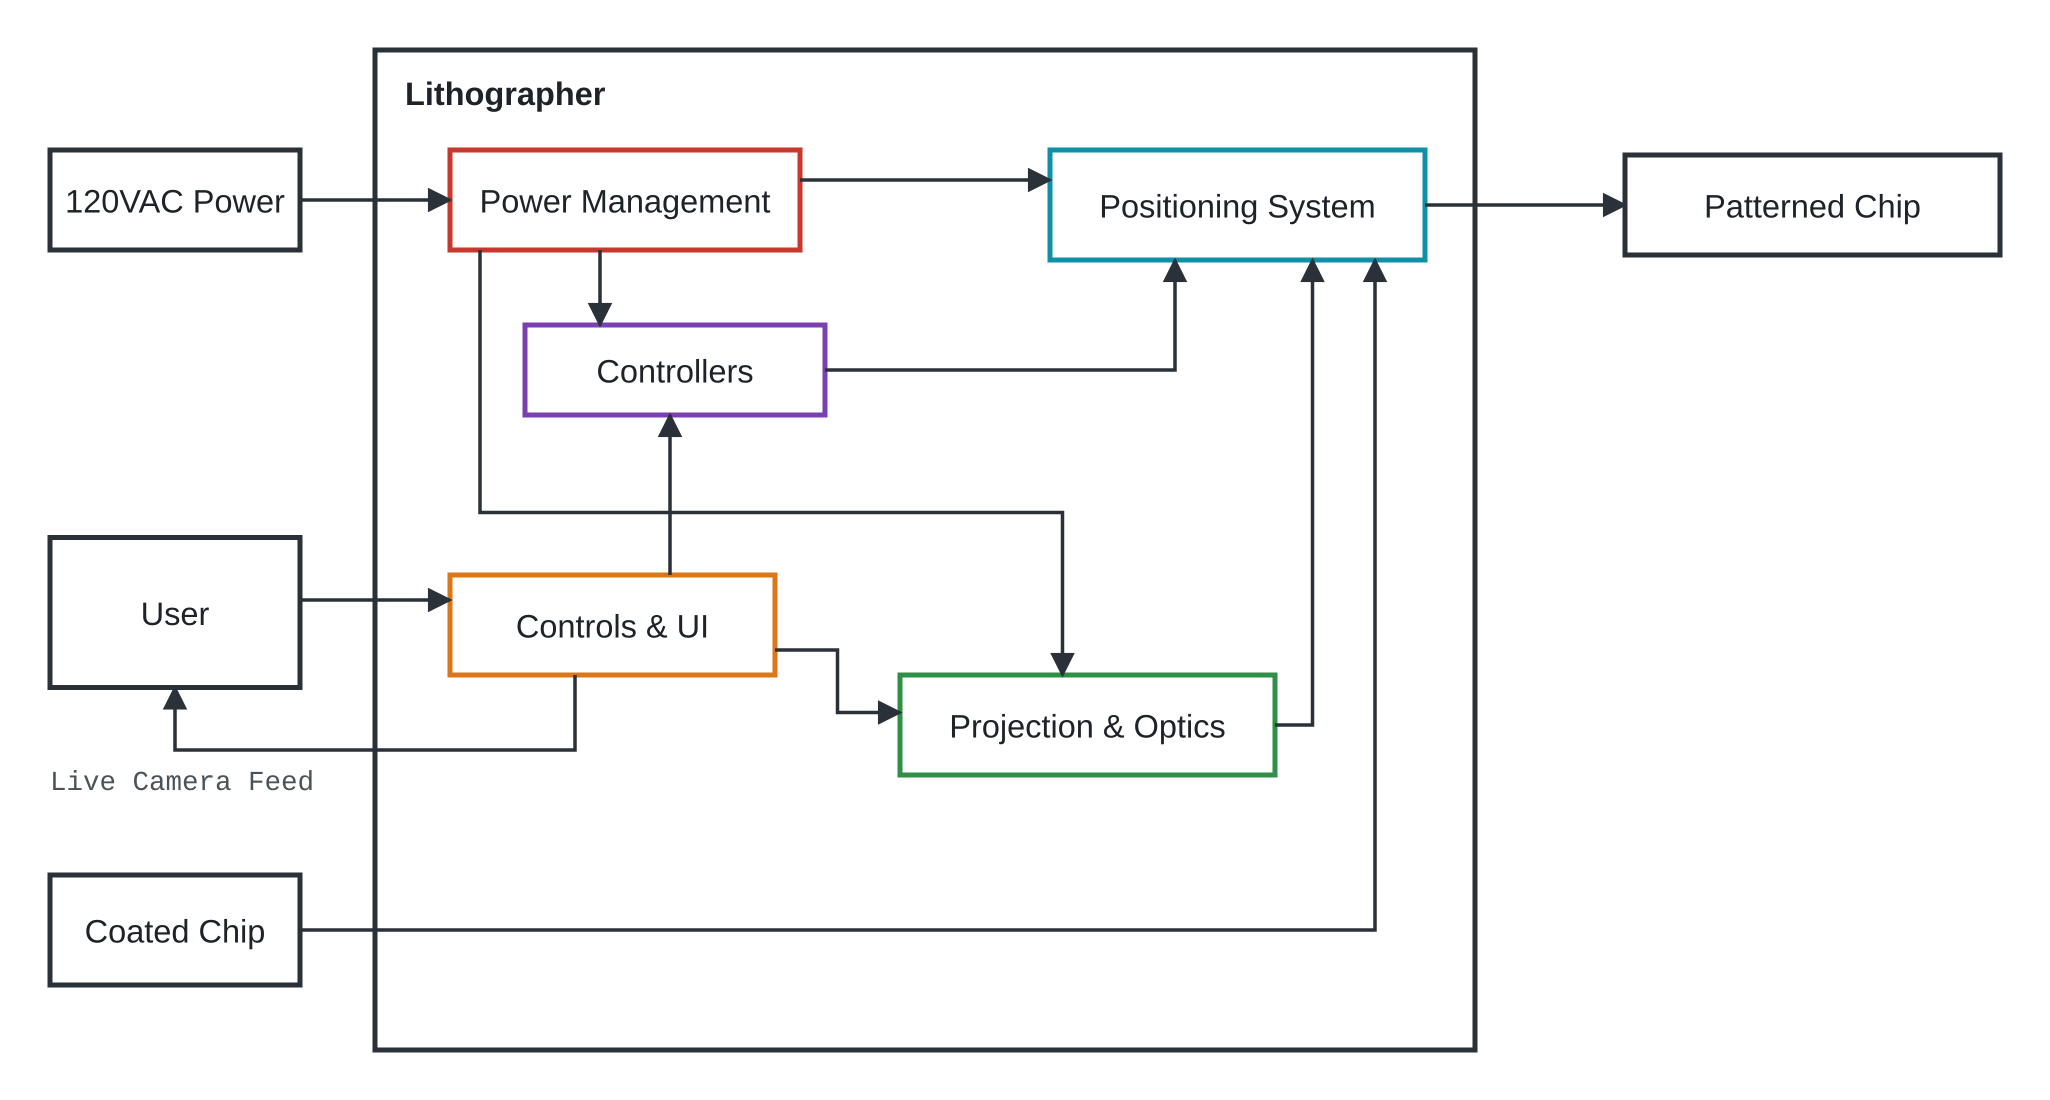 Lithographer
120VAC Power
Power Management
Positioning System
Patterned Chip
Controllers
User
Controls & UI
Projection & Optics
Live Camera Feed
Coated Chip